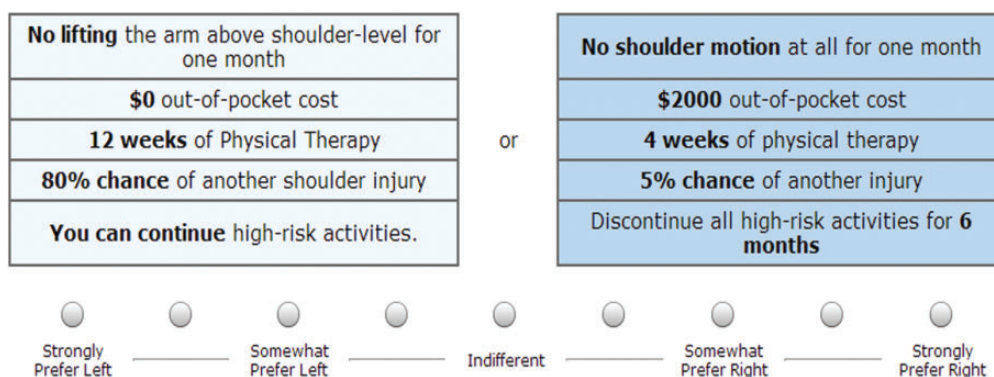 No lifting the arm above shoulder-level for
one month
$0 out-of-pocket cost
12 weeks of Physical Therapy
80% chance of another shoulder injury
You can continue high-risk activities.
or
No shoulder motion at all for one month
$2000 out-of-pocket cost
4 weeks of physical therapy
5% chance of another injury
Discontinue all high-risk activities for 6
months
Strongly
Prefer Left
Somewhat
Prefer Left
Indifferent
Somewhat
Prefer Right
Strongly
Prefer Right